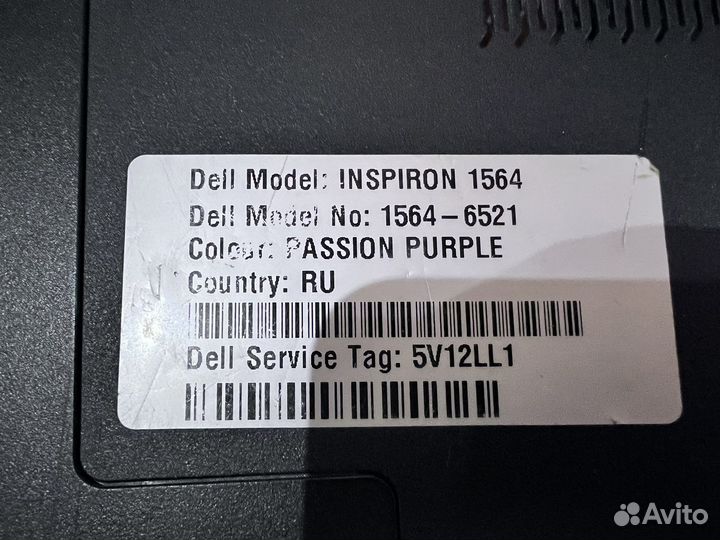 Dell Model: INSPIRON 1564
Dell Model No: 1564-6521
Colour: PASSION PURPLE
Country: RU
Dell Service Tag: 5V12LL1
Avito